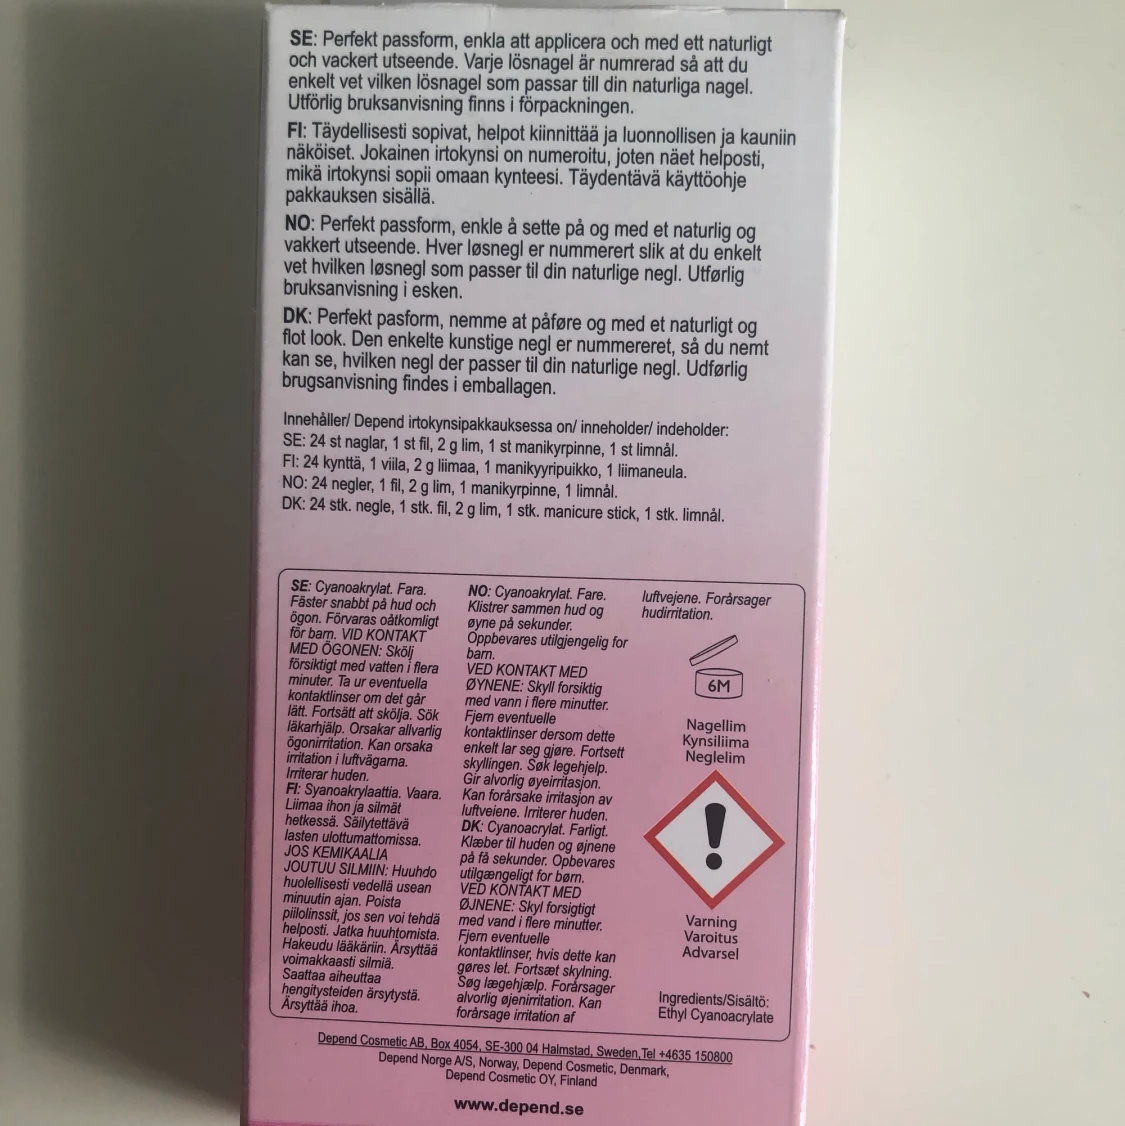 SE: Perfekt passform, enkla att applicera och med ett naturligt
och vackert utseende. Varje lösnagel är numrerad så att du
enkelt vet vilken lösnagel som passar till din naturliga nagel.
Utförlig bruksanvisning finns i förpackningen.
FI: Täydellisesti sopivat, helpot kiinnittää ja luonnollisen ja kauniin
näköiset. Jokainen irtokynsi on numeroitu, joten näet helposti,
mikä irtokynsi sopii omaan kynteesi. Täydentävä käyttöohje
pakkauksen sisällä.
NO: Perfekt passform, enkle å sette på og med et naturlig og
vakkert utseende. Hver løsnegl er nummerert slik at du enkelt
vet hvilken løsnegl som passer til din naturlige negl. Utførlig
bruksanvisning i esken.
DK: Perfekt pasform, nemme at påføre og med et naturligt og
flot look. Den enkelte kunstige negl er nummereret, så du nemt
kan se, hvilken negl der passer til din naturlige negl. Udførlig
brugsanvisning findes i emballagen.
Innehåller/ Depend irtokynsipakkauksessa on/ inneholder/ indeholder:
SE: 24 st naglar, 1 st fil, 2 g lim, 1 st manikyrpinne, 1 st limnål.
FI: 24 kynttä, 1 viila, 2 g liimaa, 1 manikyyripuikko, 1 liimaneula.
NO: 24 negler, 1 fil, 2 g lim, 1 manikyrpinne, 1 limnål.
DK: 24 stk. negle, 1 stk. fil, 2 g lim, 1 stk. manicure stick, 1 stk. limnål.
SE: Cyanoakrylat. Fara.
Fäster snabbt på hud och
ögon. Förvaras oåtkomligt
för barn. VID KONTAKT
MED ÖGONEN: Skölj
försiktigt med vatten i flera
minuter. Ta ur eventuella
kontaktlinser om det går
lätt. Fortsätt att skölja. Sök
läkarhjälp. Orsakar allvarlig
ögonirritation. Kan orsaka
irritation i luftvägarna.
Irriterar huden.
FI: Syanoakrylaattia. Vaara.
Liimaa ihon ja silmät
hetkessä. Säilytettävä
lasten ulottumattomissa.
JOS KEMIKAALIA
JOUTUU SILMIIN: Huuhdo
huolellisesti vedellä usean
minuutin ajan. Poista
piilolinssit, jos sen voi tehdä
helposti. Jatka huuhtomista.
Hakeudu lääkäriin. Ärsyttää
voimakkaasti silmiä.
Saattaa aiheuttaa
hengitysteiden ärsytystä.
Ärsyttää ihoa.
NO: Cyanoakrylat. Fare.
Klistrer sammen hud og
øyne på sekunder.
Oppbevares utilgjengelig for
barn.
VED KONTAKT MED
ØYNENE: Skyll forsiktig
med vann i flere minutter.
Fjern eventuelle
kontaktlinser dersom dette
enkelt lar seg gjøre. Fortsett
skyllingen. Søk legehjelp.
Gir alvorlig øyeirritasjon.
Kan forårsake irritasjon av
luftveiene. Irriterer huden.
DK: Cyanoacrylat. Farligt.
Klæber til huden og øjnene
på få sekunder. Opbevares
utilgængeligt for børn.
VED KONTAKT MED
ØJNENE: Skyl forsigtigt
med vand i flere minutter.
Fjern eventuelle
kontaktlinser, hvis dette kan
gøres let. Fortsæt skylning.
Søg lægehjælp. Forårsager
alvorlig øjenirritation. Kan
forårsage irritation af
luftvejene. Forårsager
hudirritation.
6M
Nagellim
Kynsiliima
Neglelim
Varning
Varoitus
Advarsel
Ingredients/Sisältö:
Ethyl Cyanoacrylate
Depend Cosmetic AB, Box 4054, SE-300 04 Halmstad, Sweden,Tel +4635 150800
Depend Norge A/S, Norway, Depend Cosmetic, Denmark,
Depend Cosmetic OY, Finland
www.depend.se